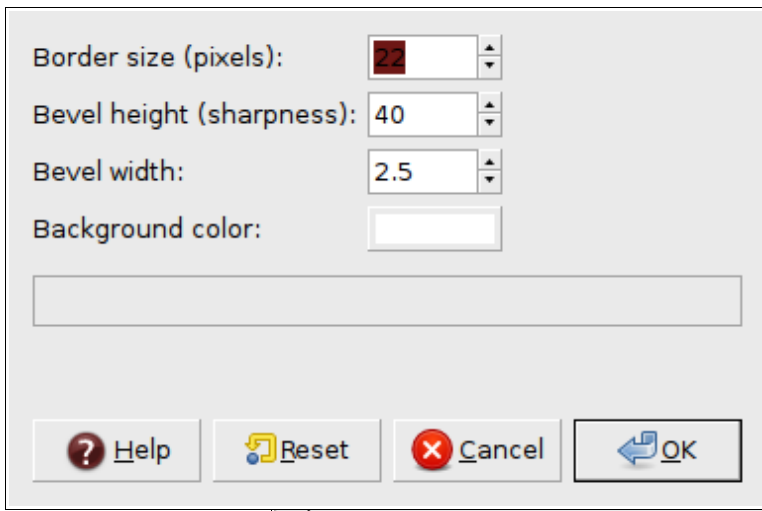 Border size (pixels): 22
Bevel height (sharpness): 40
Bevel width: 2.5
Background color:
Help Reset Cancel OK